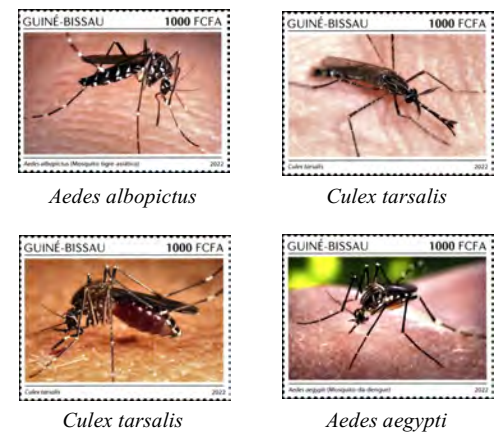 GUINÉ-BISSAU 1000 FCFA
Aedes albopictus (Mosquito tigre asiático) 2022
Aedes albopictus
GUINÉ-BISSAU 1000 FCFA
Culex tarsalis 2022
Culex tarsalis
GUINÉ-BISSAU 1000 FCFA
Culex tarsalis 2022
Culex tarsalis
GUINÉ-BISSAU 1000 FCFA
Aedes aegypti (Mosquito da dengue) 2022
Aedes aegypti